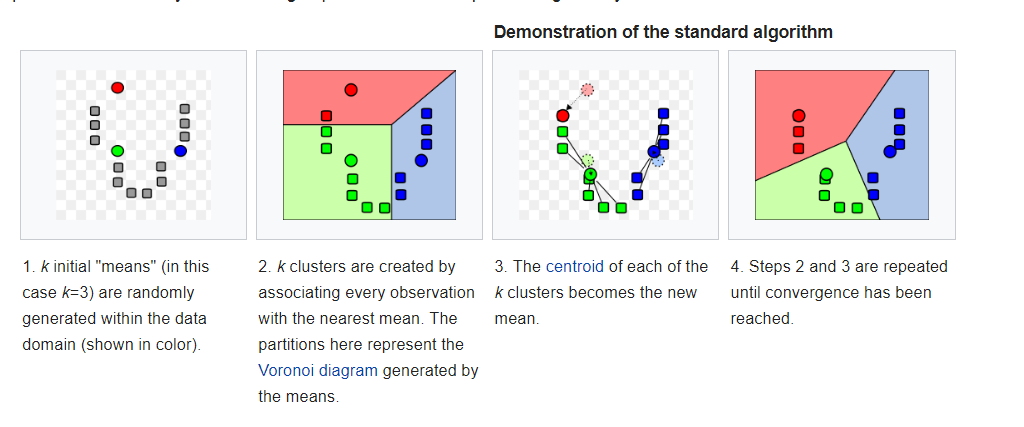 Demonstration of the standard algorithm
1. k initial "means" (in this
case k=3) are randomly
generated within the data
domain (shown in color).
2. k clusters are created by
associating every observation
with the nearest mean. The
partitions here represent the
Voronoi diagram generated by
the means.
3. The centroid of each of the
k clusters becomes the new
mean.
4. Steps 2 and 3 are repeated
until convergence has been
reached.